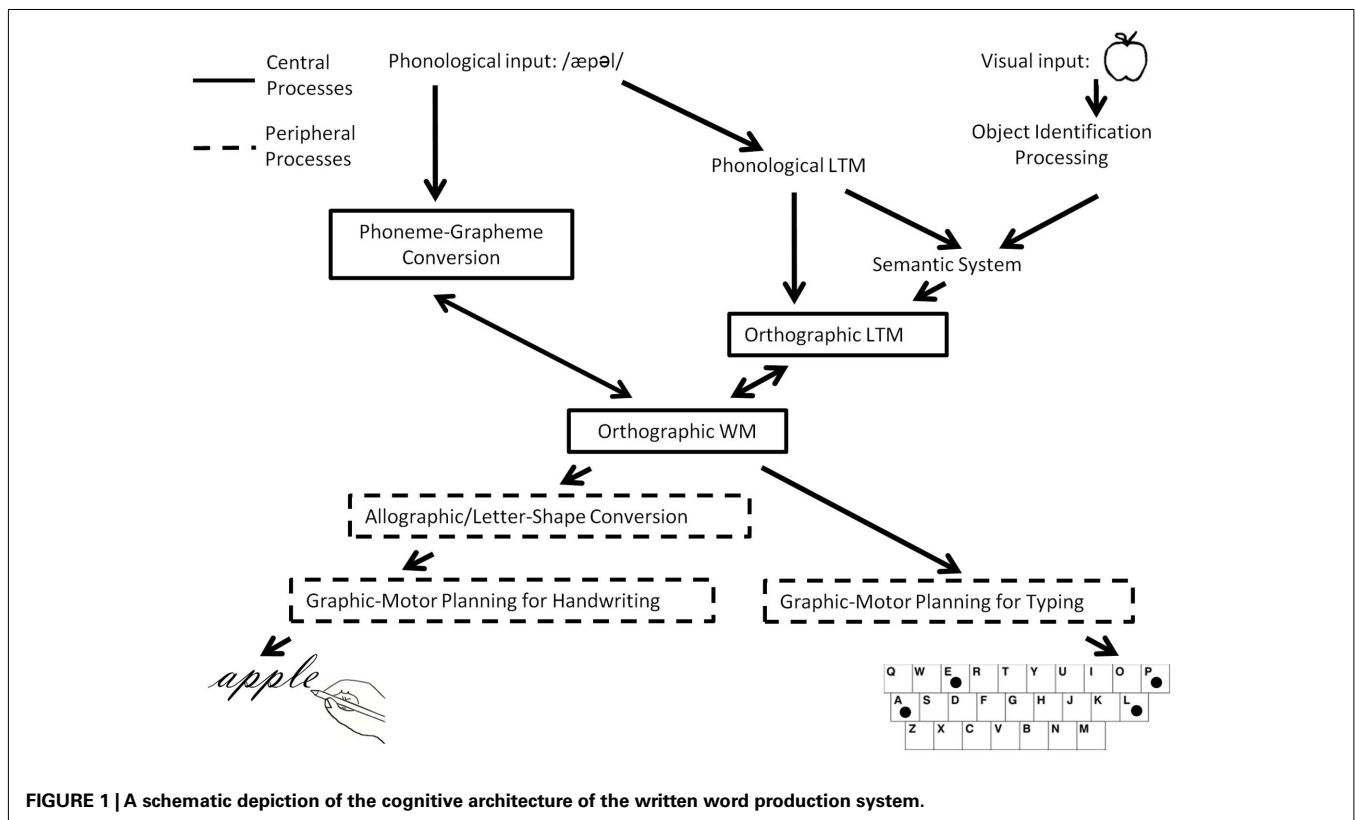 Central
Processes
Peripheral
Processes
Phonological input: /æpəl/
Visual input:
Object Identification
Processing
Phonological LTM
Phoneme-Grapheme
Conversion
Semantic System
Orthographic LTM
Orthographic WM
Allographic/Letter-Shape Conversion
Graphic-Motor Planning for Handwriting
Graphic-Motor Planning for Typing
apple
Q W E R T Y U I O P
A S D F G H J K L
Z X C V B N M
FIGURE 1 | A schematic depiction of the cognitive architecture of the written word production system.